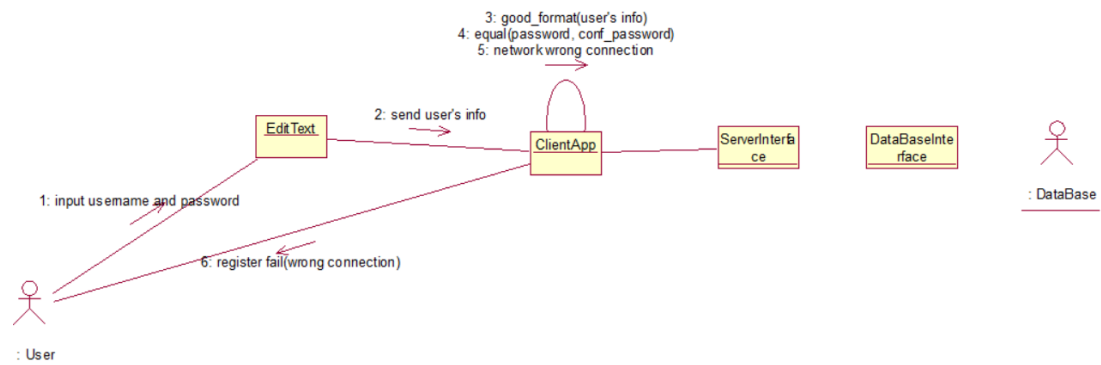 3: good_format(user's info)
4: equal(password, conf_password)
5: network wrong connection
2: send user's info
EditText
ClientApp
ServerInterfa
ce
DataBaseInte
rface
: DataBase
1: input username and password
6: register fail(wrong connection)
: User